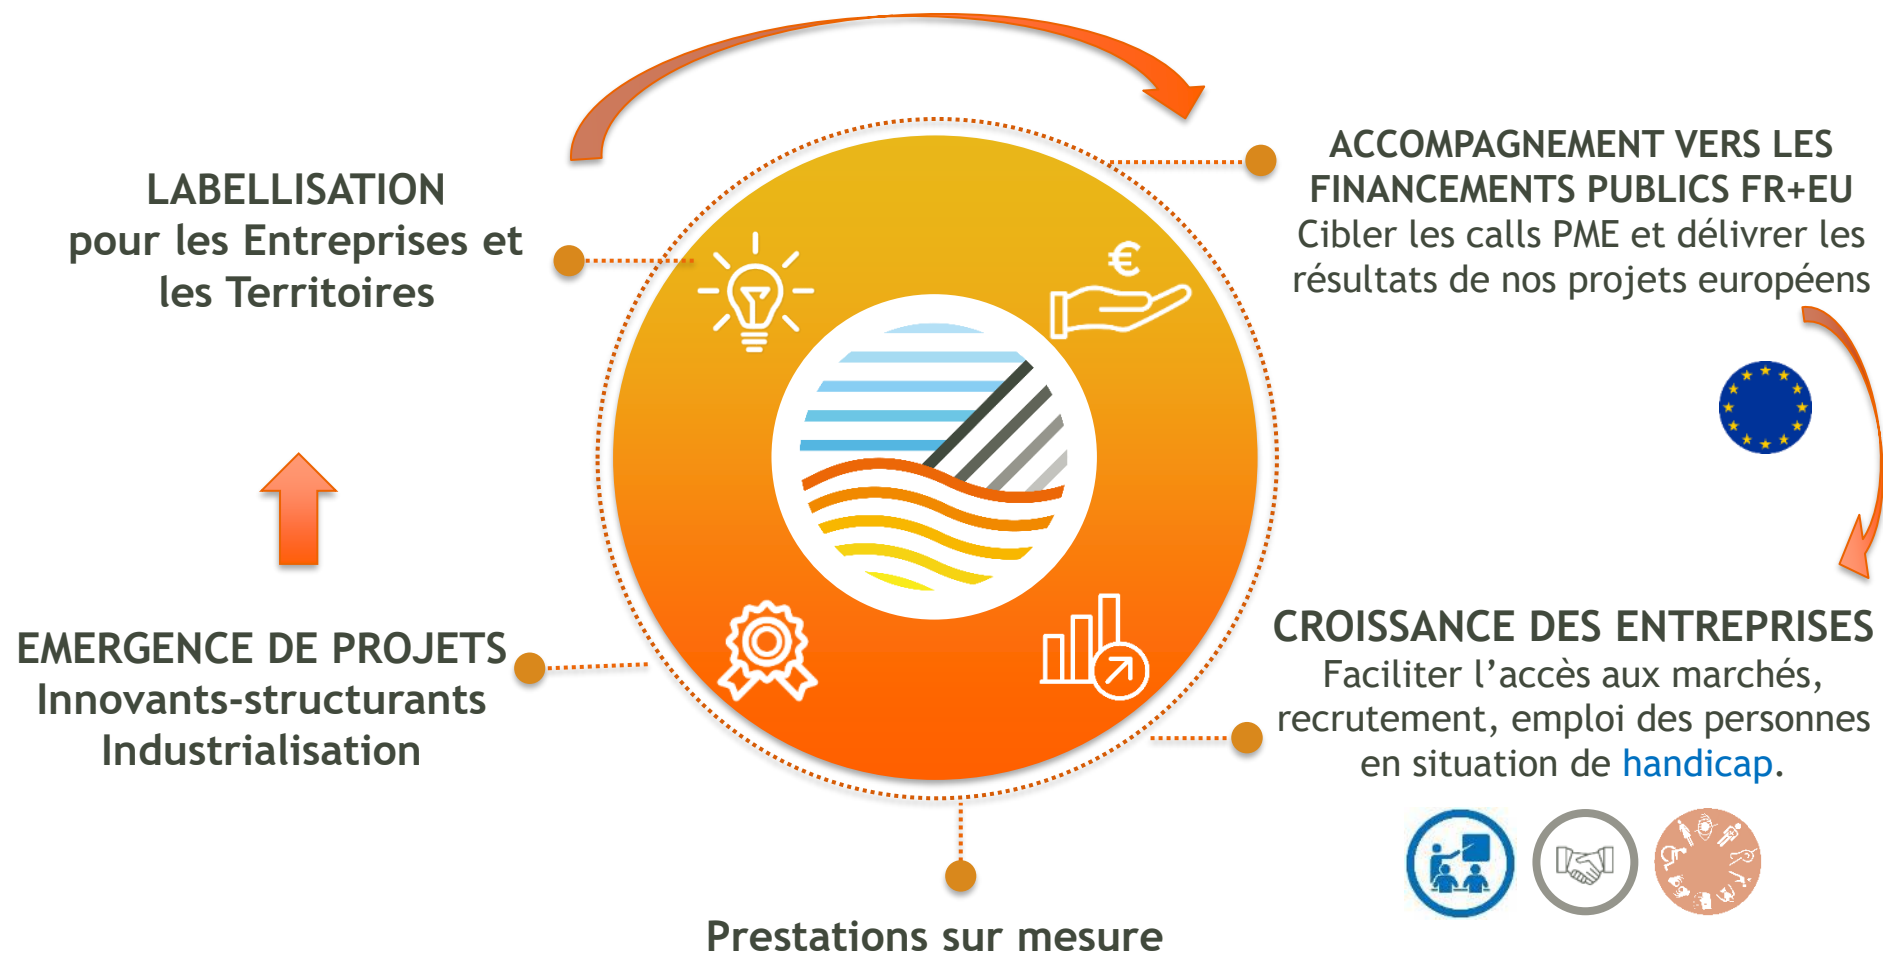 LABELLISATION
pour les Entreprises et
les Territoires
ACCOMPAGNEMENT VERS LES
FINANCEMENTS PUBLICS FR+EU
Cibler les calls PME et délivrer les
résultats de nos projets européens
€
EMERGENCE DE PROJETS
Innovants-structurants
Industrialisation
CROISSANCE DES ENTREPRISES
Faciliter l’accès aux marchés,
recrutement, emploi des personnes
en situation de handicap.
Prestations sur mesure